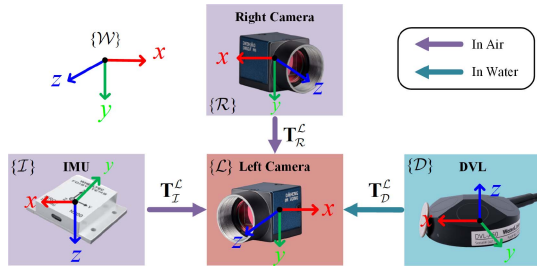 Right Camera
In Air
In Water
{𝒲}
x
z
y
x
y
z
{ℛ}
T_ℛ^ℒ
{ℐ}
IMU
y
x
z
T_ℐ^ℒ
{ℒ}
Left Camera
x
z
y
T_𝒟^ℒ
{𝒟}
DVL
z
x
y